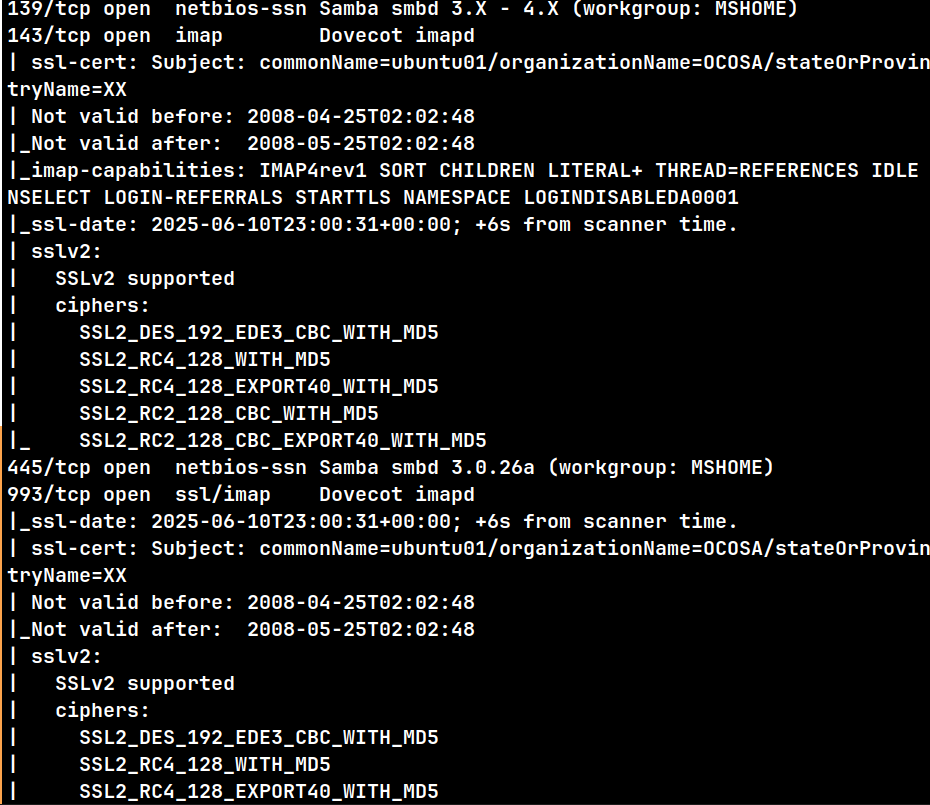 139/tcp open  netbios-ssn Samba smbd 3.X - 4.X (workgroup: MSHOME)
143/tcp open  imap        Dovecot imapd
| ssl-cert: Subject: commonName=ubuntu01/organizationName=OCOSA/stateOrProvin
tryName=XX
| Not valid before: 2008-04-25T02:02:48
|_Not valid after:  2008-05-25T02:02:48
|_imap-capabilities: IMAP4rev1 SORT CHILDREN LITERAL+ THREAD=REFERENCES IDLE
NSELECT LOGIN-REFERRALS STARTTLS NAMESPACE LOGINDISABLEDA0001
|_ssl-date: 2025-06-10T23:00:31+00:00; +6s from scanner time.
| sslv2:
|   SSLv2 supported
|   ciphers:
|     SSL2_DES_192_EDE3_CBC_WITH_MD5
|     SSL2_RC4_128_WITH_MD5
|     SSL2_RC4_128_EXPORT40_WITH_MD5
|     SSL2_RC2_128_CBC_WITH_MD5
|_    SSL2_RC2_128_CBC_EXPORT40_WITH_MD5
445/tcp open  netbios-ssn Samba smbd 3.0.26a (workgroup: MSHOME)
993/tcp open  ssl/imap    Dovecot imapd
|_ssl-date: 2025-06-10T23:00:31+00:00; +6s from scanner time.
| ssl-cert: Subject: commonName=ubuntu01/organizationName=OCOSA/stateOrProvin
tryName=XX
| Not valid before: 2008-04-25T02:02:48
|_Not valid after:  2008-05-25T02:02:48
| sslv2:
|   SSLv2 supported
|   ciphers:
|     SSL2_DES_192_EDE3_CBC_WITH_MD5
|     SSL2_RC4_128_WITH_MD5
|     SSL2_RC4_128_EXPORT40_WITH_MD5